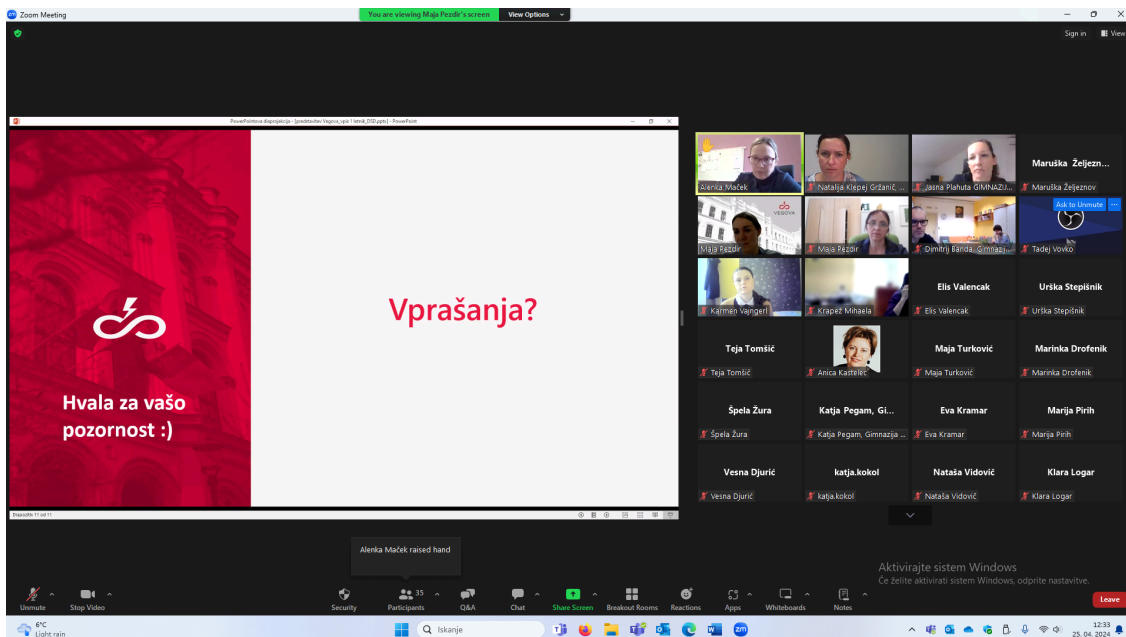 Zoom Meeting
You are viewing Maja Pezdir's screen
View Options
Sign in
View
PowerPointova diaprojekcija - [predstavitev Vegova_vpis 1 letnik_DSD.pptx] - PowerPoint
Hvala za vašo
pozornost :)
Vprašanja?
Diapozitiv 11 od 11
Alenka Maček
Natalija Klepej Gržanič, ...
Jasna Plahuta GIMNAZIJ...
Maruška Željezn...
Maruška Željeznov
VEGOVA
Maja Pezdir
Maja Pezdir
Dimitrij Banda, Gimnazij...
Ask to Unmute
...
Tadej Vovko
Karmen Vajngerl
Krapež Mihaela
Elis Valencak
Elis Valencak
Urška Stepišnik
Urška Stepišnik
Teja Tomšić
Teja Tomšić
Anica Kastelec
Maja Turković
Maja Turković
Marinka Drofenik
Marinka Drofenik
Špela Žura
Špela Žura
Katja Pegam, Gi...
Katja Pegam, Gimnazija ...
Eva Kramar
Eva Kramar
Marija Pirih
Marija Pirih
Vesna Djurić
Vesna Djurić
katja.kokol
katja.kokol
Nataša Vidovič
Nataša Vidovič
Klara Logar
Klara Logar
Alenka Maček raised hand
Aktivirajte sistem Windows
Če želite aktivirati sistem Windows, odprite nastavitve.
Unmute
Stop Video
Security
35
Participants
Q&A
Chat
Share Screen
Breakout Rooms
Reactions
Apps
Whiteboards
Notes
Leave
6°C
Light rain
Iskanje
12:33
25. 04. 2024